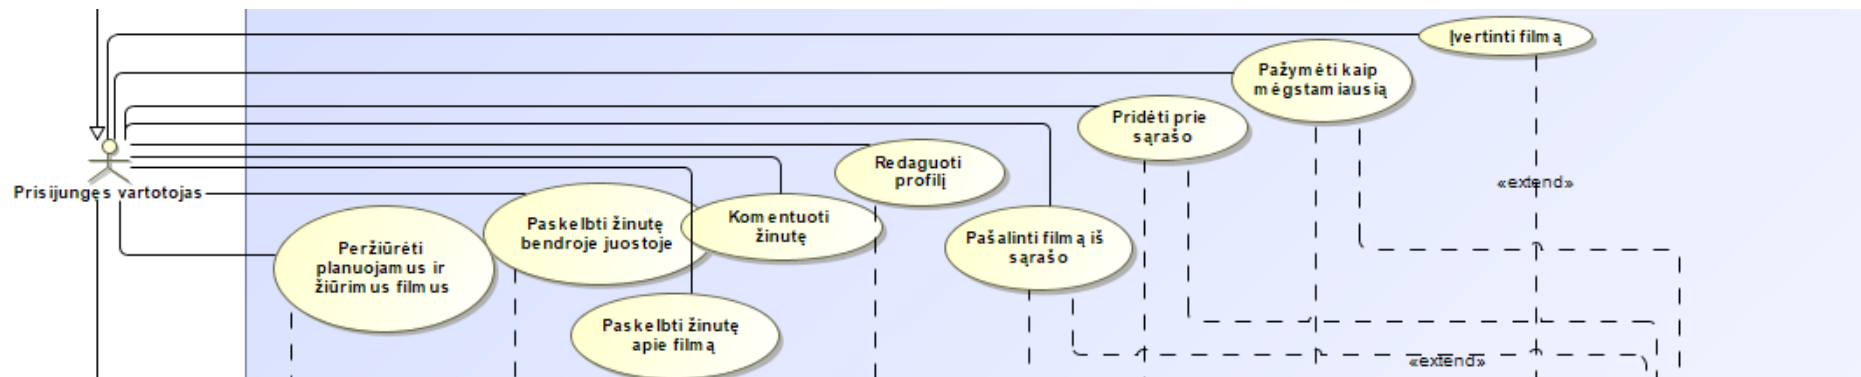 Įvertinti filmą
Pažymėti kaip
mėgstamiausią
Pridėti prie
sąrašo
Redaguoti
profilį
«extend»
Prisijungęs vartotojas
Paskelbti žinutę
bendroje juostoje
Komentuoti
žinutę
Pašalinti filmą iš
sąrašo
Peržiūrėti
planuojamus ir
žiūrimus filmus
Paskelbti žinutę
apie filmą
«extend»